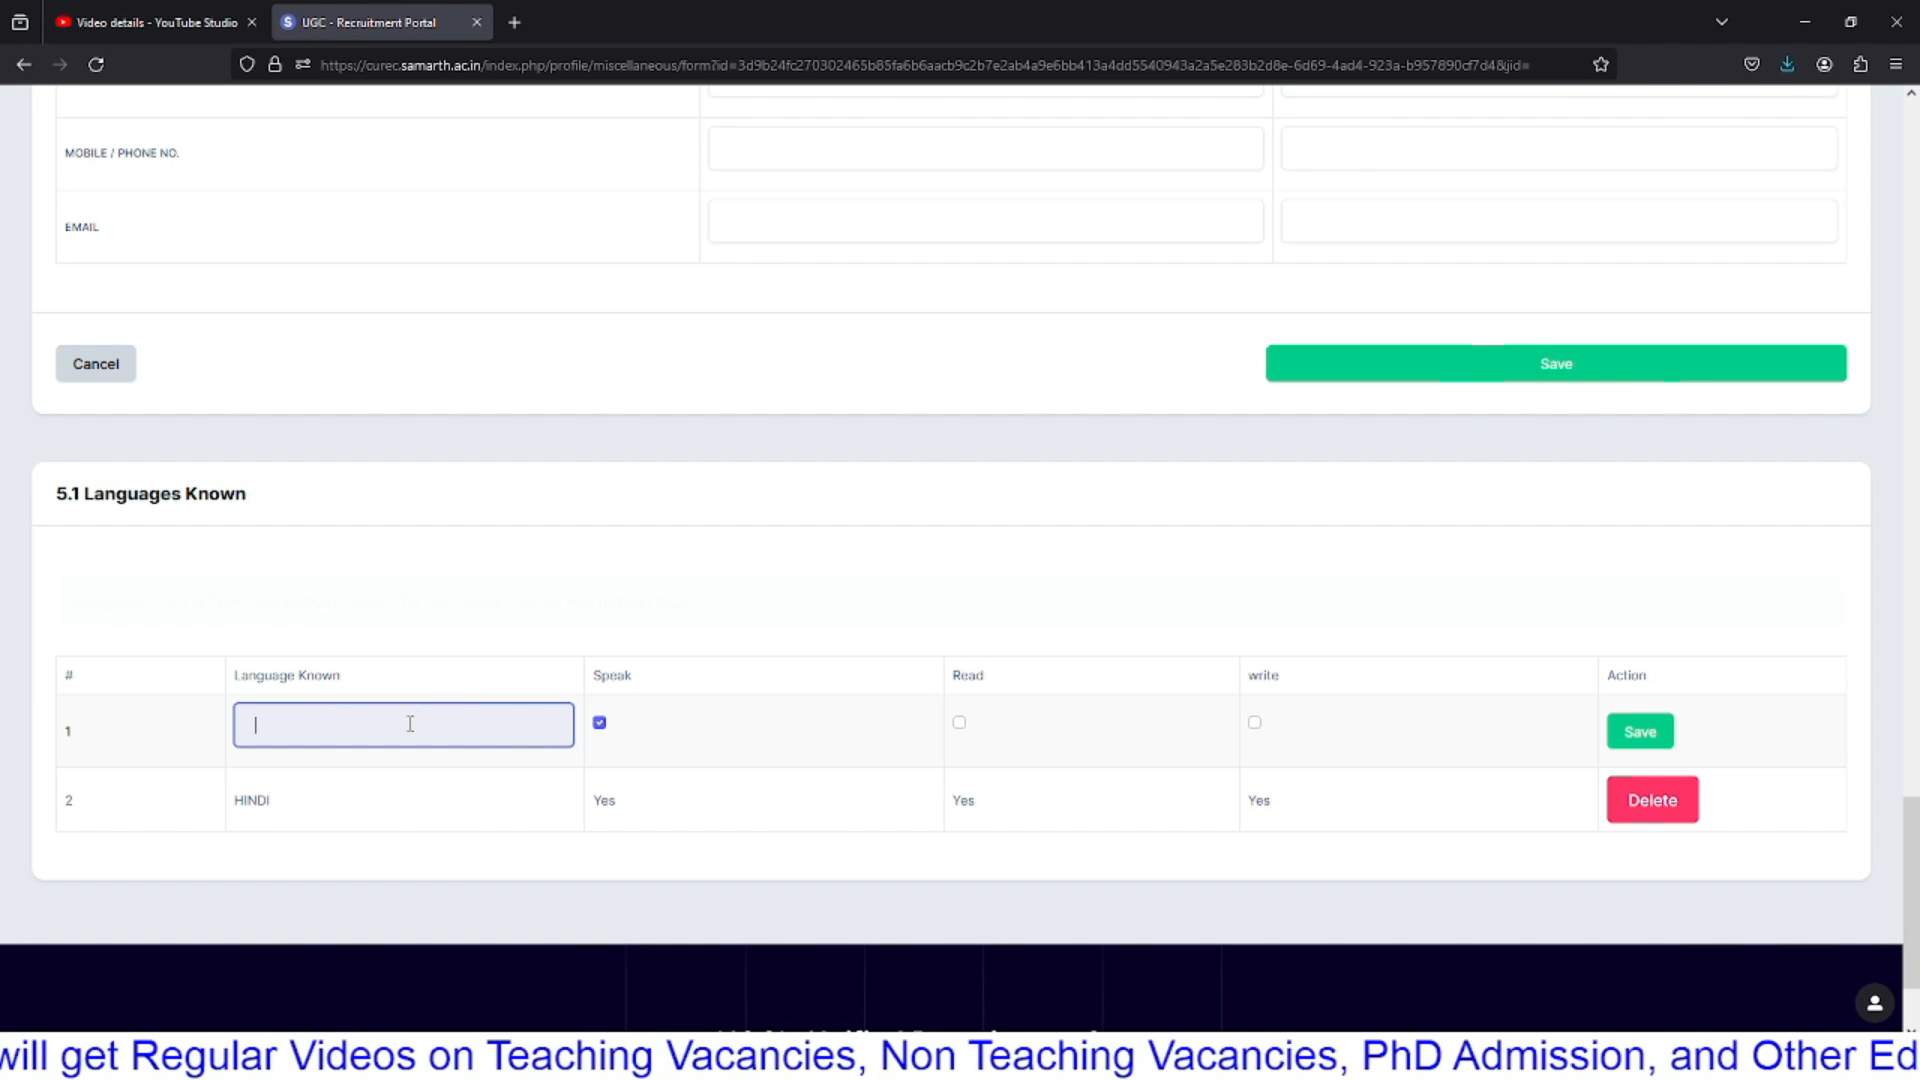 Video details - YouTube Studio
UGC - Recruitment Portal
https://curec.samarth.ac.in/index.php/profile/miscellaneous/form?id=3d9b24fc270302465b85fa6b6aacb9c2b7e2ab4a9e6bb413a4dd5540943a2a5e283b2d8e-6d69-4ad4-923a-b957890cf7d4&jid=
MOBILE / PHONE NO.
EMAIL
Cancel Save
5.1 Languages Known
# Language Known Speak Read write Action
1 Save
2 HINDI Yes Yes Yes Delete
will get Regular Videos on Teaching Vacancies, Non Teaching Vacancies, PhD Admission, and Other Ed